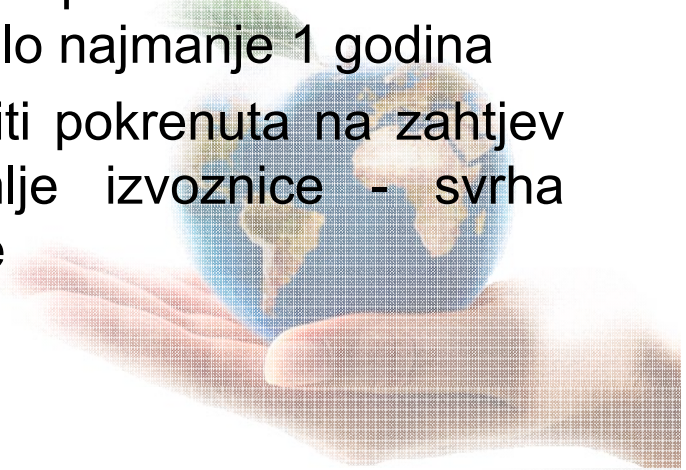 lo najmanje 1 godina
iti pokrenuta na zahtjev
lje izvoznice - svrha
e